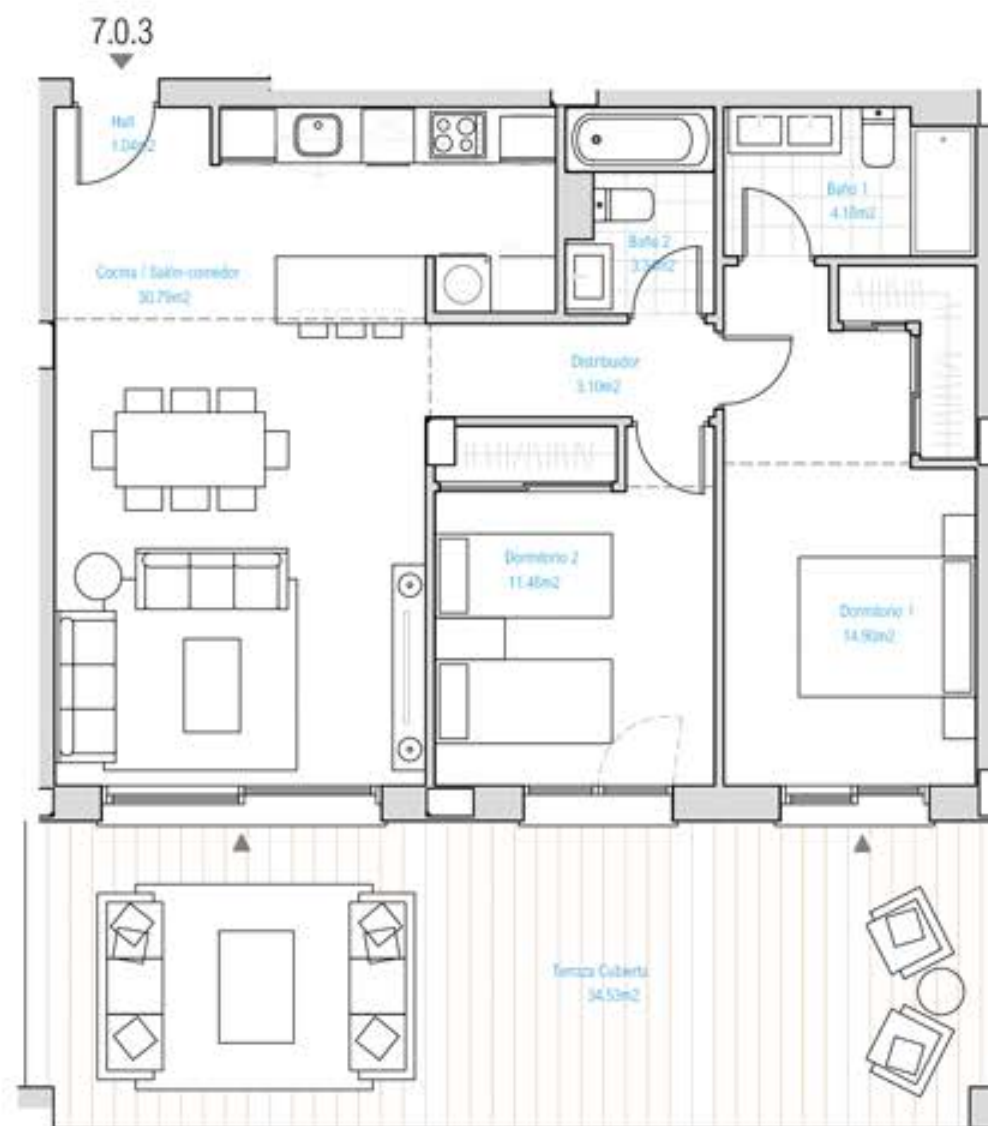 7.0.3
Hall
1.04m2
Cocina / Salón-comedor
30.79m2
Baño 2
Baño 1
4.18m2
Distribuidor
3.10m2
Dormitorio 2
11.46m2
Dormitorio 1
14.90m2
Terraza Cubierta
34.53m2